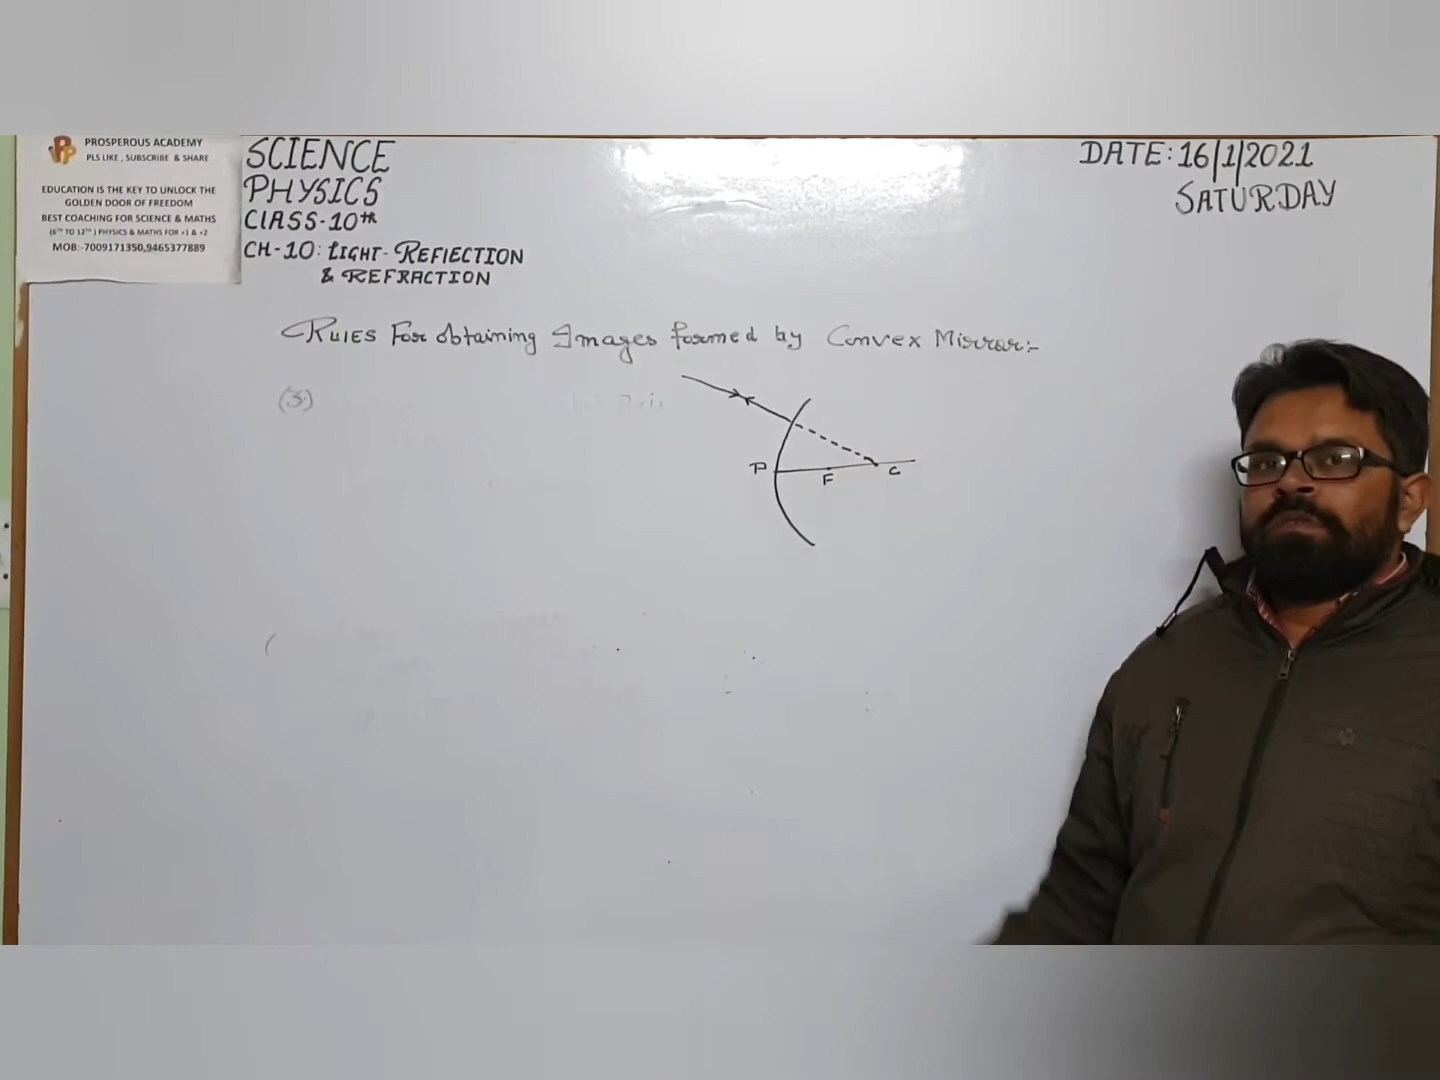 PROSPEROUS ACADEMY
PLS LIKE , SUBSCRIBE & SHARE
EDUCATION IS THE KEY TO UNLOCK THE
GOLDEN DOOR OF FREEDOM
BEST COACHING FOR SCIENCE & MATHS
(6TH TO 12TH ) PHYSICS & MATHS FOR +1 & +2
MOB:-7009171350,9465377889
SCIENCE
PHYSICS
ClASS-10th
CH-10: LIGHT- REFlECTION
& REFRACTION
DATE: 16/1/2021
SATURDAY
RUlES For obtaining Images formed by Convex Mirror:-
(3)
Axis
P
F
C